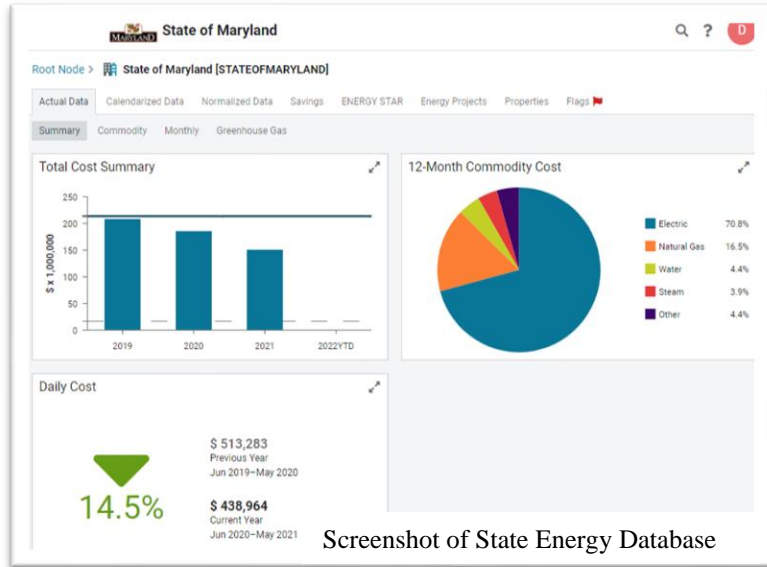 MARYLAND State of Maryland
? D
Root Node > State of Maryland [STATEOFMARYLAND]
Actual Data Calendarized Data Normalized Data Savings ENERGY STAR Energy Projects Properties Flags
Summary Commodity Monthly Greenhouse Gas
Total Cost Summary
250
200
150
100
50
0
$ x 1,000,000
2019 2020 2021 2022YTD
12-Month Commodity Cost
Electric 70.8%
Natural Gas 16.5%
Water 4.4%
Steam 3.9%
Other 4.4%
Daily Cost
14.5%
$ 513,283
Previous Year
Jun 2019–May 2020
$ 438,964
Current Year
Jun 2020–May 2021
Screenshot of State Energy Database